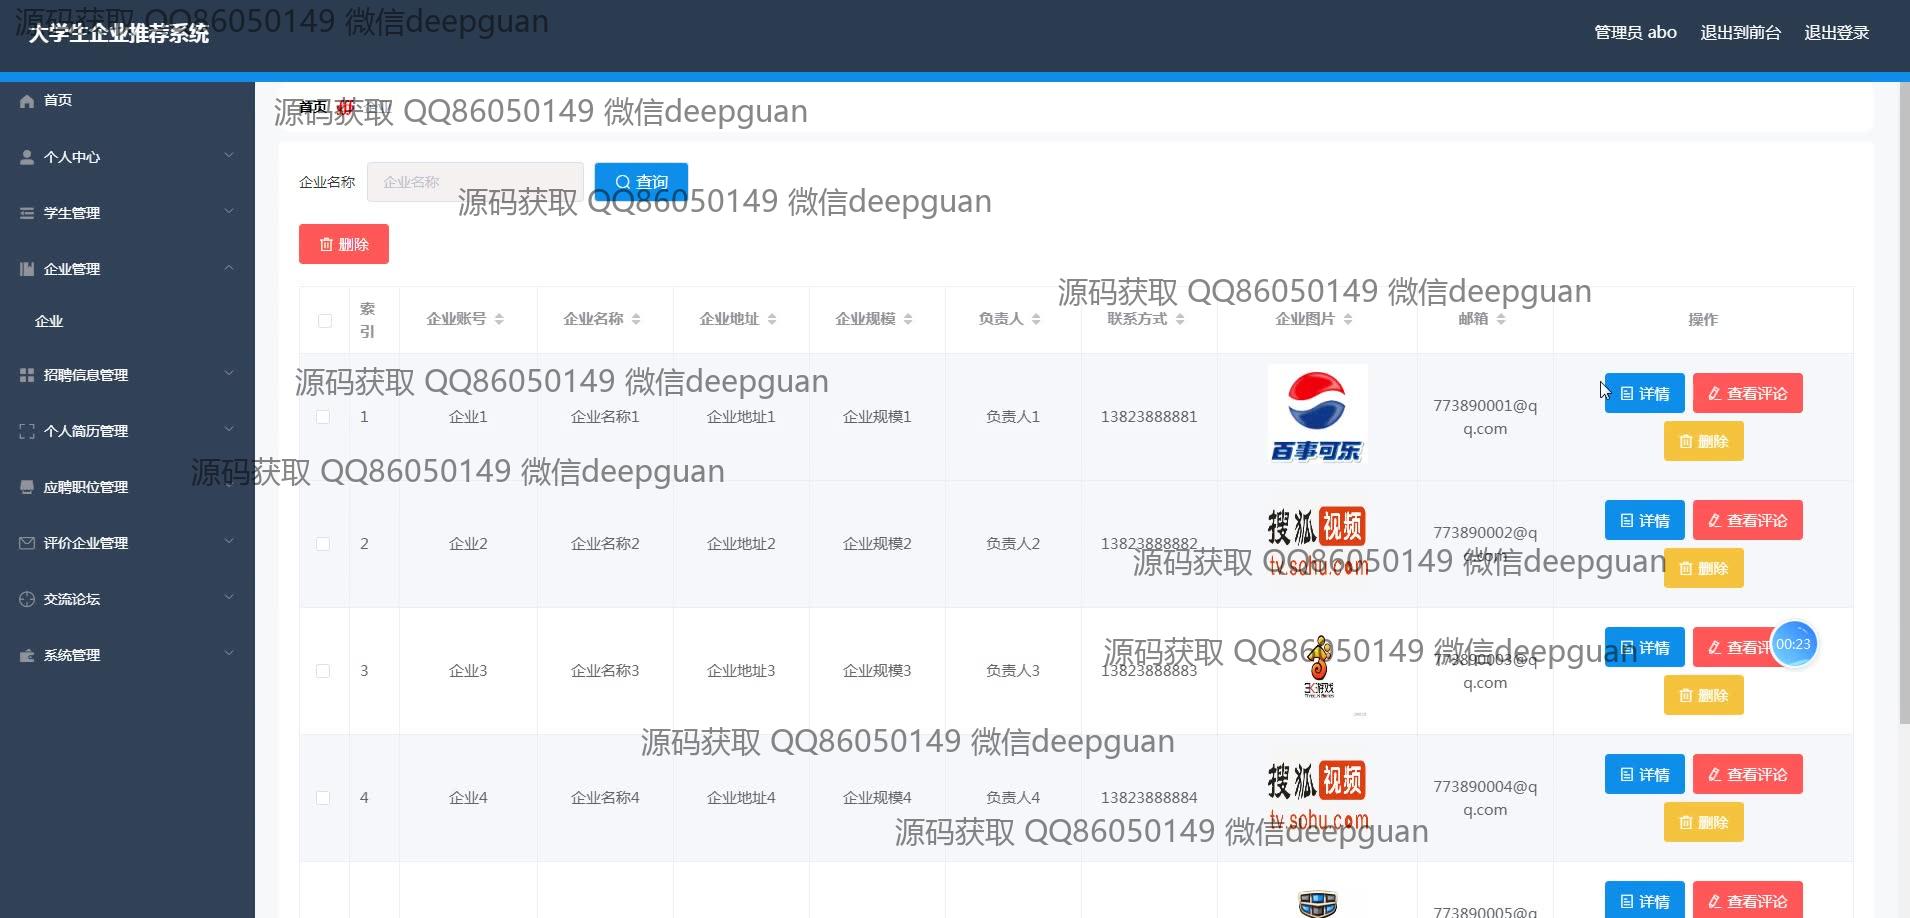 源码获取 QQ86050149 微信deepguan
大学生企业推荐系统
管理员 abo 退出到前台 退出登录
首页
个人中心
学生管理
企业管理
企业
招聘信息管理
个人简历管理
应聘职位管理
评价企业管理
交流论坛
系统管理
首页
源码获取 QQ86050149 微信deepguan
企业名称 企业名称 查询
源码获取 QQ86050149 微信deepguan
删除
源码获取 QQ86050149 微信deepguan
索引 企业账号 企业名称 企业地址 企业规模 负责人 联系方式 企业图片 邮箱 操作
源码获取 QQ86050149 微信deepguan
1 企业1 企业名称1 企业地址1 企业规模1 负责人1 13823888881 百事可乐 773890001@qq.com 详情 查看评论 删除
源码获取 QQ86050149 微信deepguan
2 企业2 企业名称2 企业地址2 企业规模2 负责人2 13823888882 搜狐视频 tv.sohu.com 773890002@qq.com 详情 查看评论 删除
源码获取 QQ86050149 微信deepguan
源码获取 QQ86050149 微信deepguan
3 企业3 企业名称3 企业地址3 企业规模3 负责人3 13823888883 3K游戏 773890003@qq.com 详情 查看评 删除
00:23
源码获取 QQ86050149 微信deepguan
4 企业4 企业名称4 企业地址4 企业规模4 负责人4 13823888884 搜狐视频 tv.sohu.com 773890004@qq.com 详情 查看评论 删除
源码获取 QQ86050149 微信deepguan
773890005@q 详情 查看评论